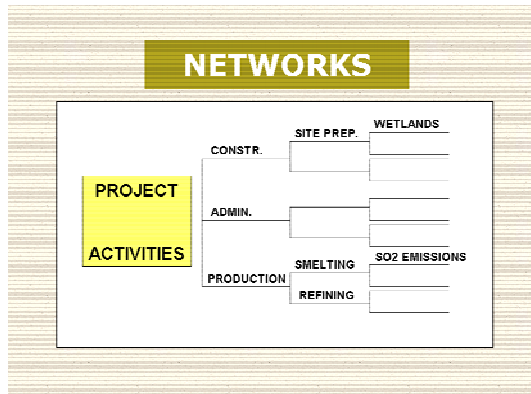 NETWORKS
PROJECT
ACTIVITIES
CONSTR.
SITE PREP.
WETLANDS
ADMIN.
PRODUCTION
SMELTING
SO2 EMISSIONS
REFINING